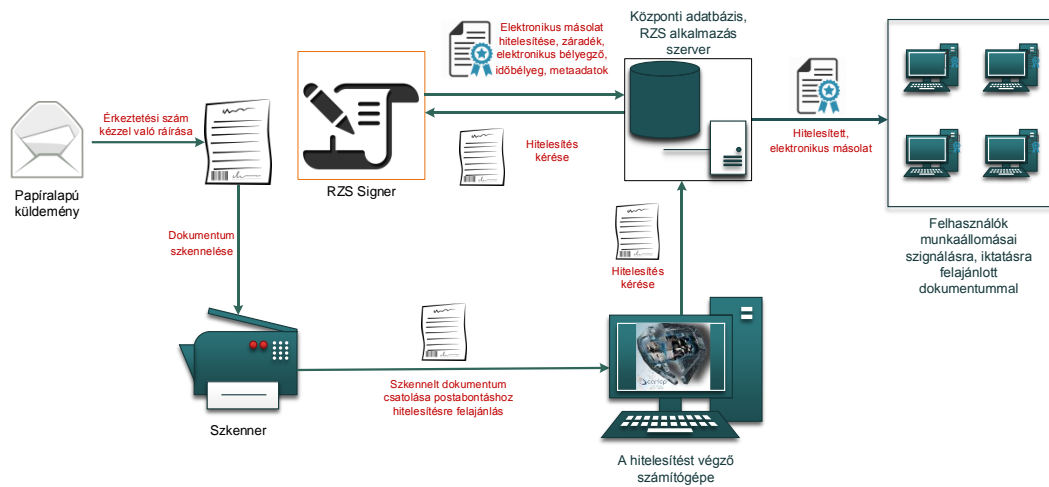 Elektronikus másolat
hitelesítése, záradék,
elektronikus bélyegző,
időbélyeg, metaadatok
Központi adatbázis,
RZS alkalmazás
szerver
Érkeztetési szám
kézzel való ráírása
Papíralapú
küldemény
RZS Signer
Hitelesítés
kérése
Hitelesített,
elektronikus másolat
Felhasználók
munkaállomásai
szignálásra, iktatásra
felajánlott
dokumentummal
Dokumentum
szkennelése
Hitelesítés
kérése
Szkenner
Szkennelt dokumentum
csatolása postabontáshoz
hitelesítésre felajánlás
A hitelesítést végző
számítógépe